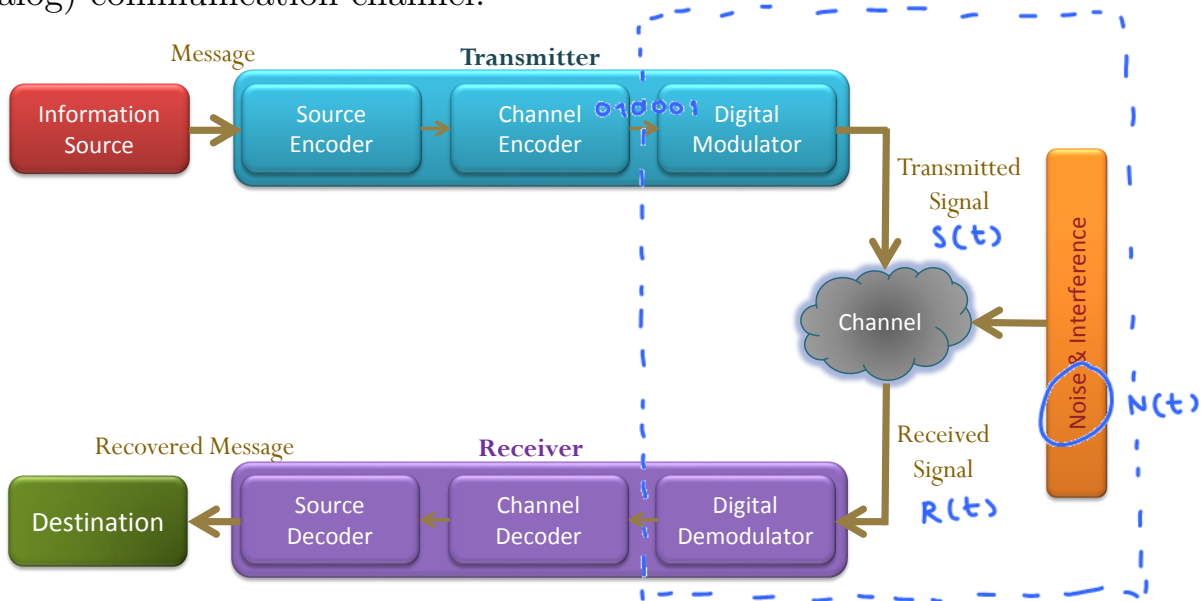 alog) communication channel.
Message
Transmitter
Information
Source
Source
Encoder
Channel
Encoder
010001
Digital
Modulator
Transmitted
Signal
S(t)
Channel
Noise & Interference
N(t)
Received
Signal
R(t)
Recovered Message
Receiver
Destination
Source
Decoder
Channel
Decoder
Digital
Demodulator